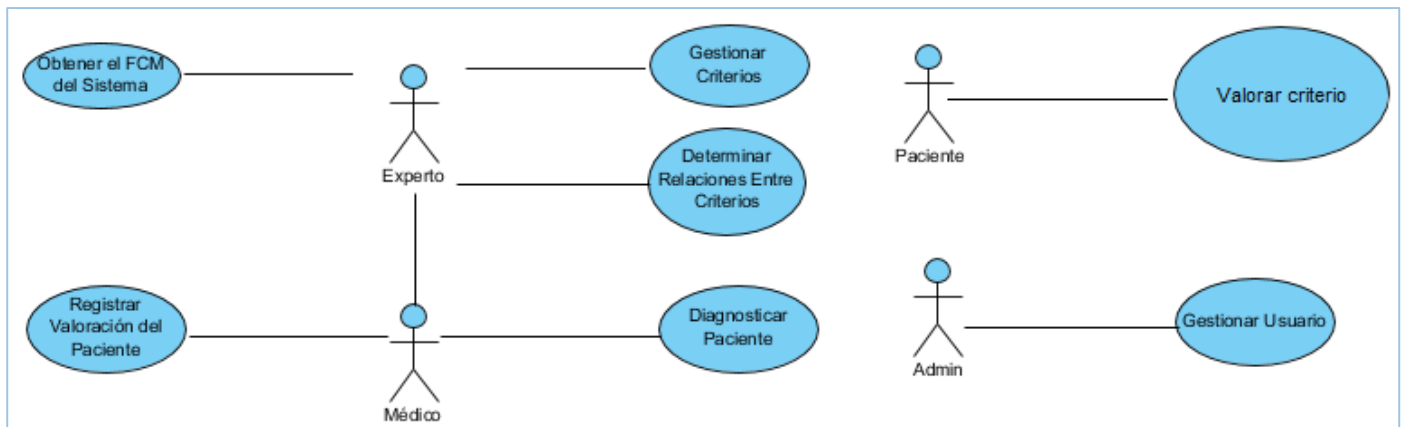 Obtener el FCM
del Sistema
Experto
Gestionar
Criterios
Determinar
Relaciones Entre
Criterios
Paciente
Valorar criterio
Registrar
Valoración del
Paciente
Médico
Diagnosticar
Paciente
Admin
Gestionar Usuario